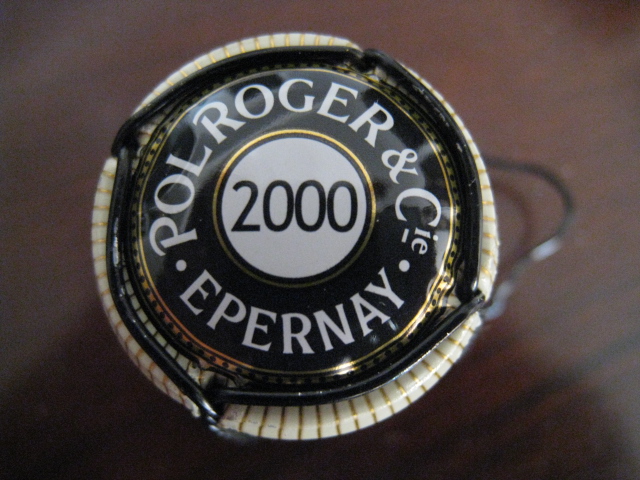 POL ROGER & Cie
2000
• EPERNAY •